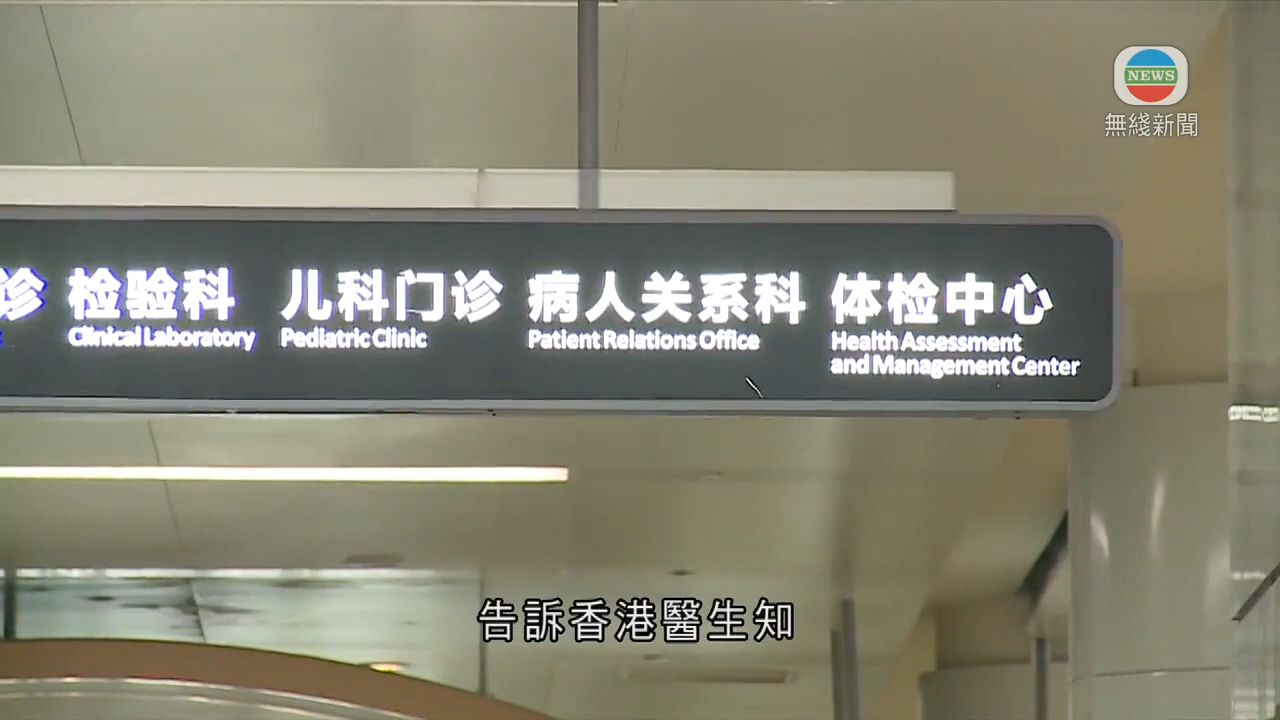 NEWS
無綫新聞
诊 检验科 儿科门诊 病人关系科 体检中心
Clinical Laboratory Pediatric Clinic Patient Relations Office Health Assessment
and Management Center
告訴香港醫生知